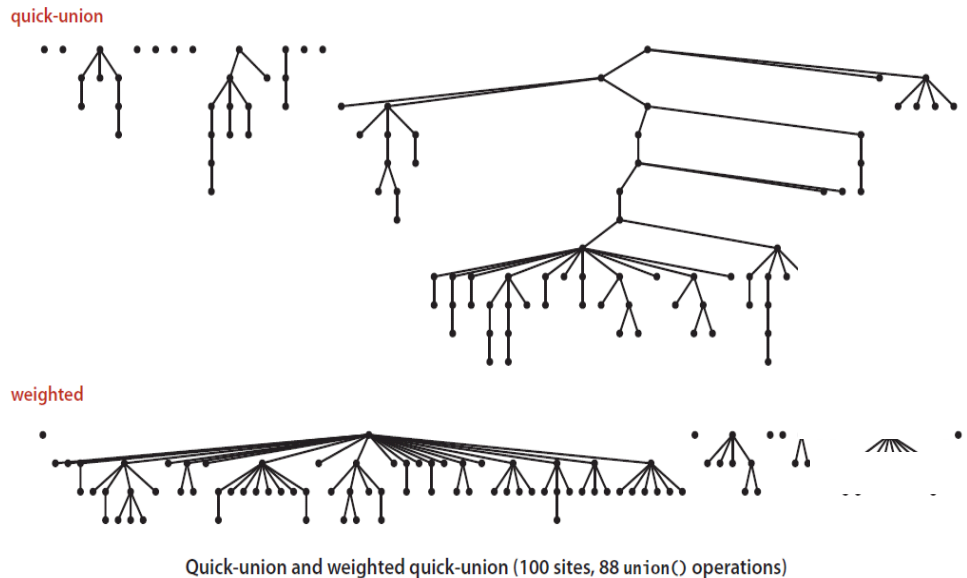 quick-union
weighted
Quick-union and weighted quick-union (100 sites, 88 union() operations)